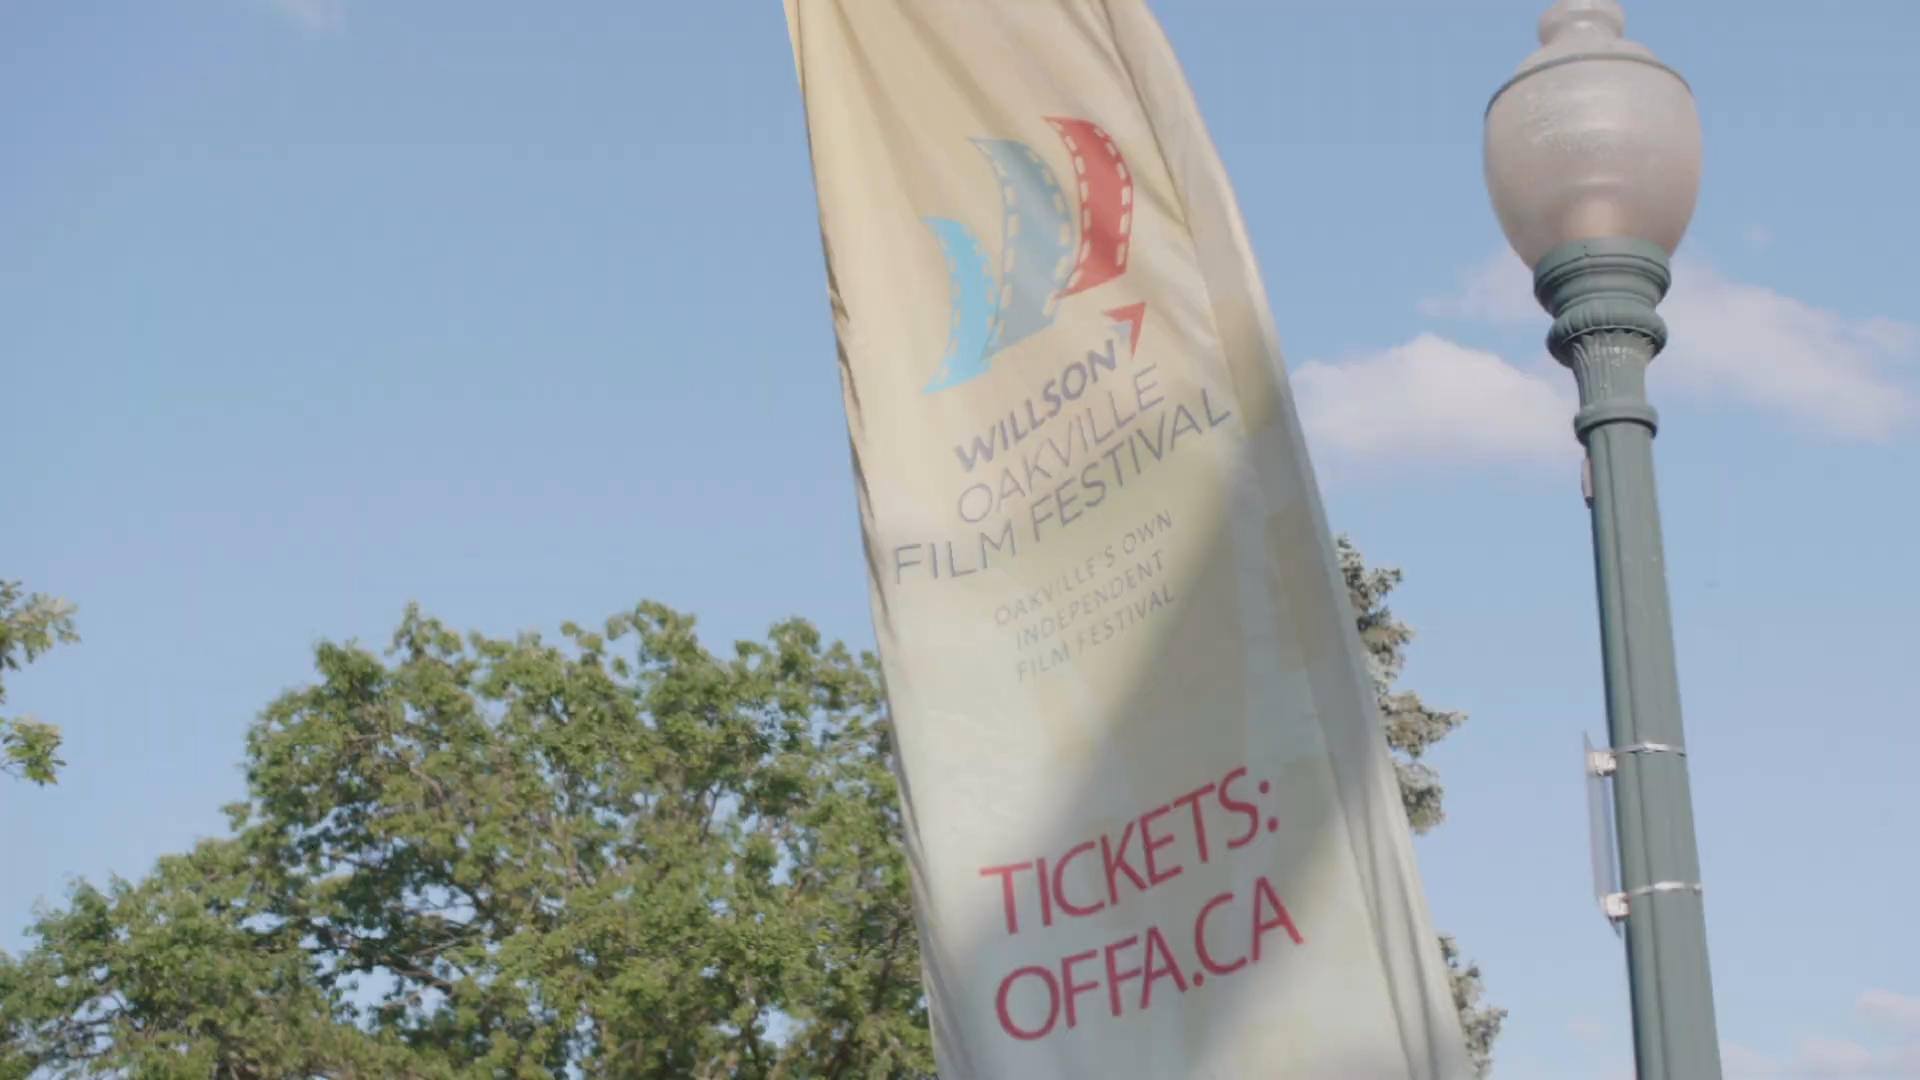 WILLSON
OAKVILLE
FILM FESTIVAL
OAKVILLE'S OWN
INDEPENDENT
FILM FESTIVAL
TICKETS:
OFFA.CA